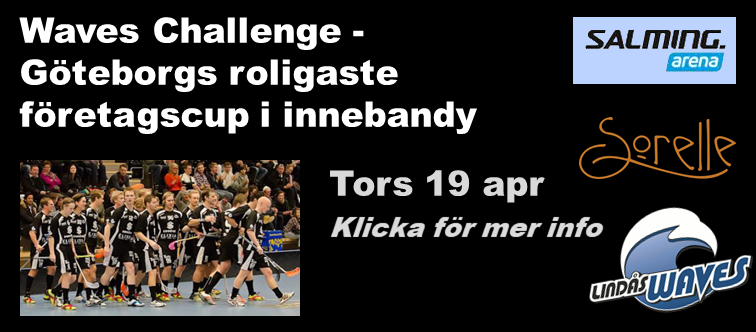 Waves Challenge -
Göteborgs roligaste
företagscup i innebandy
SALMING.
arena
Sorelle
Tors 19 apr
Klicka för mer info
LINDÅS WAVES